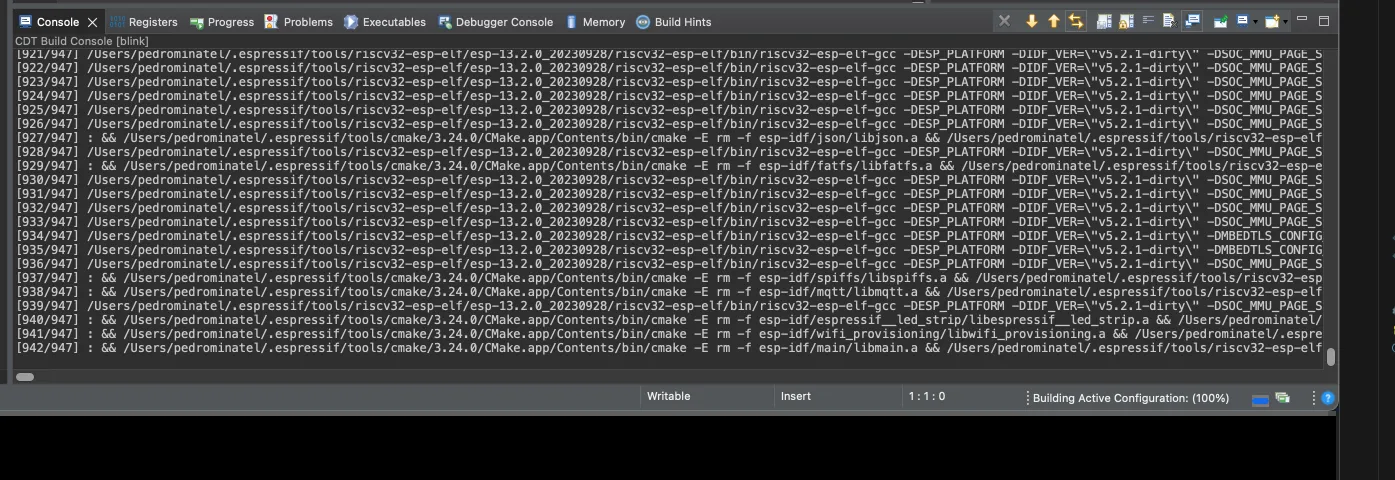 Console Registers Progress Problems Executables Debugger Console Memory Build Hints
CDT Build Console [blink]
[921/947] /Users/pedrominatel/.espressif/tools/riscv32-esp-elf/esp-13.2.0_20230928/riscv32-esp-elf/bin/riscv32-esp-elf-gcc -DESP_PLATFORM -DIDF_VER=\"v5.2.1-dirty\" -DSOC_MMU_PAGE_S
[922/947] /Users/pedrominatel/.espressif/tools/riscv32-esp-elf/esp-13.2.0_20230928/riscv32-esp-elf/bin/riscv32-esp-elf-gcc -DESP_PLATFORM -DIDF_VER=\"v5.2.1-dirty\" -DSOC_MMU_PAGE_S
[923/947] /Users/pedrominatel/.espressif/tools/riscv32-esp-elf/esp-13.2.0_20230928/riscv32-esp-elf/bin/riscv32-esp-elf-gcc -DESP_PLATFORM -DIDF_VER=\"v5.2.1-dirty\" -DSOC_MMU_PAGE_S
[924/947] /Users/pedrominatel/.espressif/tools/riscv32-esp-elf/esp-13.2.0_20230928/riscv32-esp-elf/bin/riscv32-esp-elf-gcc -DESP_PLATFORM -DIDF_VER=\"v5.2.1-dirty\" -DSOC_MMU_PAGE_S
[925/947] /Users/pedrominatel/.espressif/tools/riscv32-esp-elf/esp-13.2.0_20230928/riscv32-esp-elf/bin/riscv32-esp-elf-gcc -DESP_PLATFORM -DIDF_VER=\"v5.2.1-dirty\" -DSOC_MMU_PAGE_S
[926/947] /Users/pedrominatel/.espressif/tools/riscv32-esp-elf/esp-13.2.0_20230928/riscv32-esp-elf/bin/riscv32-esp-elf-gcc -DESP_PLATFORM -DIDF_VER=\"v5.2.1-dirty\" -DSOC_MMU_PAGE_S
[927/947] : && /Users/pedrominatel/.espressif/tools/cmake/3.24.0/CMake.app/Contents/bin/cmake -E rm -f esp-idf/json/libjson.a && /Users/pedrominatel/.espressif/tools/riscv32-esp-elf
[928/947] /Users/pedrominatel/.espressif/tools/riscv32-esp-elf/esp-13.2.0_20230928/riscv32-esp-elf/bin/riscv32-esp-elf-gcc -DESP_PLATFORM -DIDF_VER=\"v5.2.1-dirty\" -DSOC_MMU_PAGE_S
[929/947] : && /Users/pedrominatel/.espressif/tools/cmake/3.24.0/CMake.app/Contents/bin/cmake -E rm -f esp-idf/fatfs/libfatfs.a && /Users/pedrominatel/.espressif/tools/riscv32-esp-e
[930/947] /Users/pedrominatel/.espressif/tools/riscv32-esp-elf/esp-13.2.0_20230928/riscv32-esp-elf/bin/riscv32-esp-elf-gcc -DESP_PLATFORM -DIDF_VER=\"v5.2.1-dirty\" -DSOC_MMU_PAGE_S
[931/947] /Users/pedrominatel/.espressif/tools/riscv32-esp-elf/esp-13.2.0_20230928/riscv32-esp-elf/bin/riscv32-esp-elf-gcc -DESP_PLATFORM -DIDF_VER=\"v5.2.1-dirty\" -DSOC_MMU_PAGE_S
[932/947] /Users/pedrominatel/.espressif/tools/riscv32-esp-elf/esp-13.2.0_20230928/riscv32-esp-elf/bin/riscv32-esp-elf-gcc -DESP_PLATFORM -DIDF_VER=\"v5.2.1-dirty\" -DSOC_MMU_PAGE_S
[933/947] /Users/pedrominatel/.espressif/tools/riscv32-esp-elf/esp-13.2.0_20230928/riscv32-esp-elf/bin/riscv32-esp-elf-gcc -DESP_PLATFORM -DIDF_VER=\"v5.2.1-dirty\" -DSOC_MMU_PAGE_S
[934/947] /Users/pedrominatel/.espressif/tools/riscv32-esp-elf/esp-13.2.0_20230928/riscv32-esp-elf/bin/riscv32-esp-elf-gcc -DESP_PLATFORM -DIDF_VER=\"v5.2.1-dirty\" -DMBEDTLS_CONFIG
[935/947] /Users/pedrominatel/.espressif/tools/riscv32-esp-elf/esp-13.2.0_20230928/riscv32-esp-elf/bin/riscv32-esp-elf-gcc -DESP_PLATFORM -DIDF_VER=\"v5.2.1-dirty\" -DMBEDTLS_CONFIG
[936/947] /Users/pedrominatel/.espressif/tools/riscv32-esp-elf/esp-13.2.0_20230928/riscv32-esp-elf/bin/riscv32-esp-elf-gcc -DESP_PLATFORM -DIDF_VER=\"v5.2.1-dirty\" -DSOC_MMU_PAGE_S
[937/947] : && /Users/pedrominatel/.espressif/tools/cmake/3.24.0/CMake.app/Contents/bin/cmake -E rm -f esp-idf/spiffs/libspiffs.a && /Users/pedrominatel/.espressif/tools/riscv32-esp
[938/947] : && /Users/pedrominatel/.espressif/tools/cmake/3.24.0/CMake.app/Contents/bin/cmake -E rm -f esp-idf/mqtt/libmqtt.a && /Users/pedrominatel/.espressif/tools/riscv32-esp-elf
[939/947] /Users/pedrominatel/.espressif/tools/riscv32-esp-elf/esp-13.2.0_20230928/riscv32-esp-elf/bin/riscv32-esp-elf-gcc -DESP_PLATFORM -DIDF_VER=\"v5.2.1-dirty\" -DSOC_MMU_PAGE_S
[940/947] : && /Users/pedrominatel/.espressif/tools/cmake/3.24.0/CMake.app/Contents/bin/cmake -E rm -f esp-idf/espressif__led_strip/libespressif__led_strip.a && /Users/pedrominatel/
[941/947] : && /Users/pedrominatel/.espressif/tools/cmake/3.24.0/CMake.app/Contents/bin/cmake -E rm -f esp-idf/wifi_provisioning/libwifi_provisioning.a && /Users/pedrominatel/.espre
[942/947] : && /Users/pedrominatel/.espressif/tools/cmake/3.24.0/CMake.app/Contents/bin/cmake -E rm -f esp-idf/main/libmain.a && /Users/pedrominatel/.espressif/tools/riscv32-esp-elf
Writable Insert 1 : 1 : 0 Building Active Configuration: (100%)